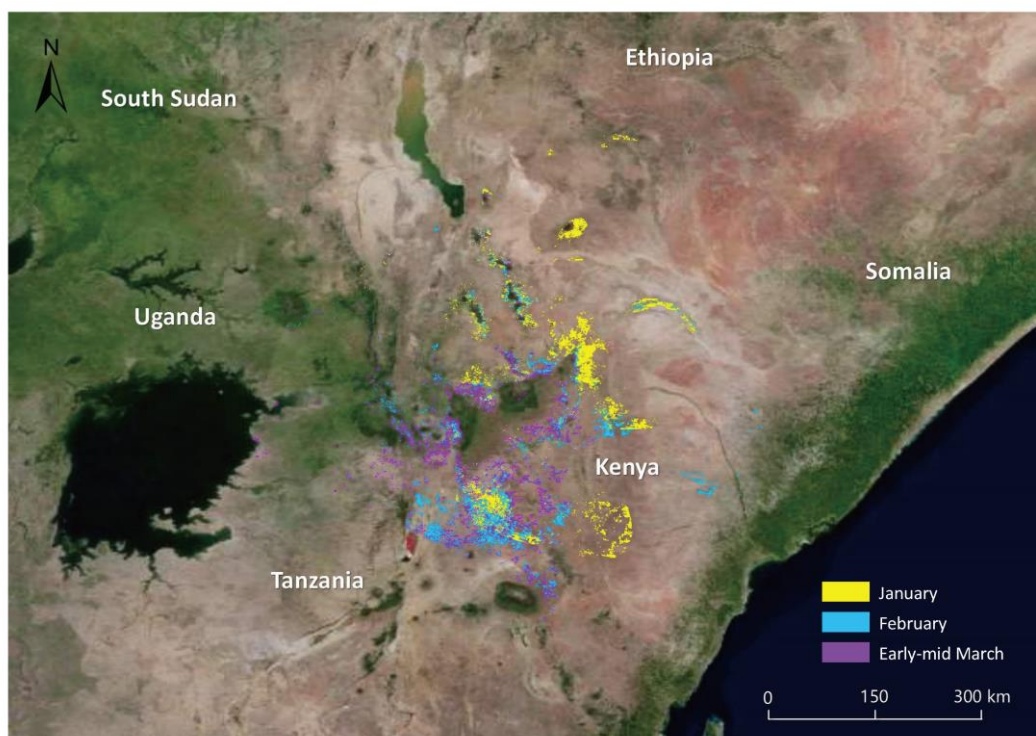 N
Ethiopia
South Sudan
Somalia
Uganda
Kenya
Tanzania
January
February
Early-mid March
0 150 300 km